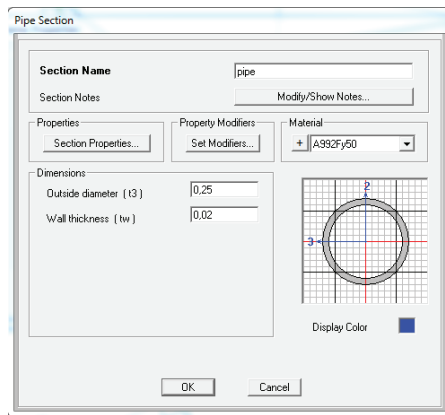 Pipe Section
Section Name pipe
Section Notes Modify/Show Notes...
Properties Property Modifiers Material
Section Properties... Set Modifiers... + A992Fy50
Dimensions
Outside diameter ( t3 ) 0,25
Wall thickness ( tw ) 0,02
2
3
Display Color
OK Cancel